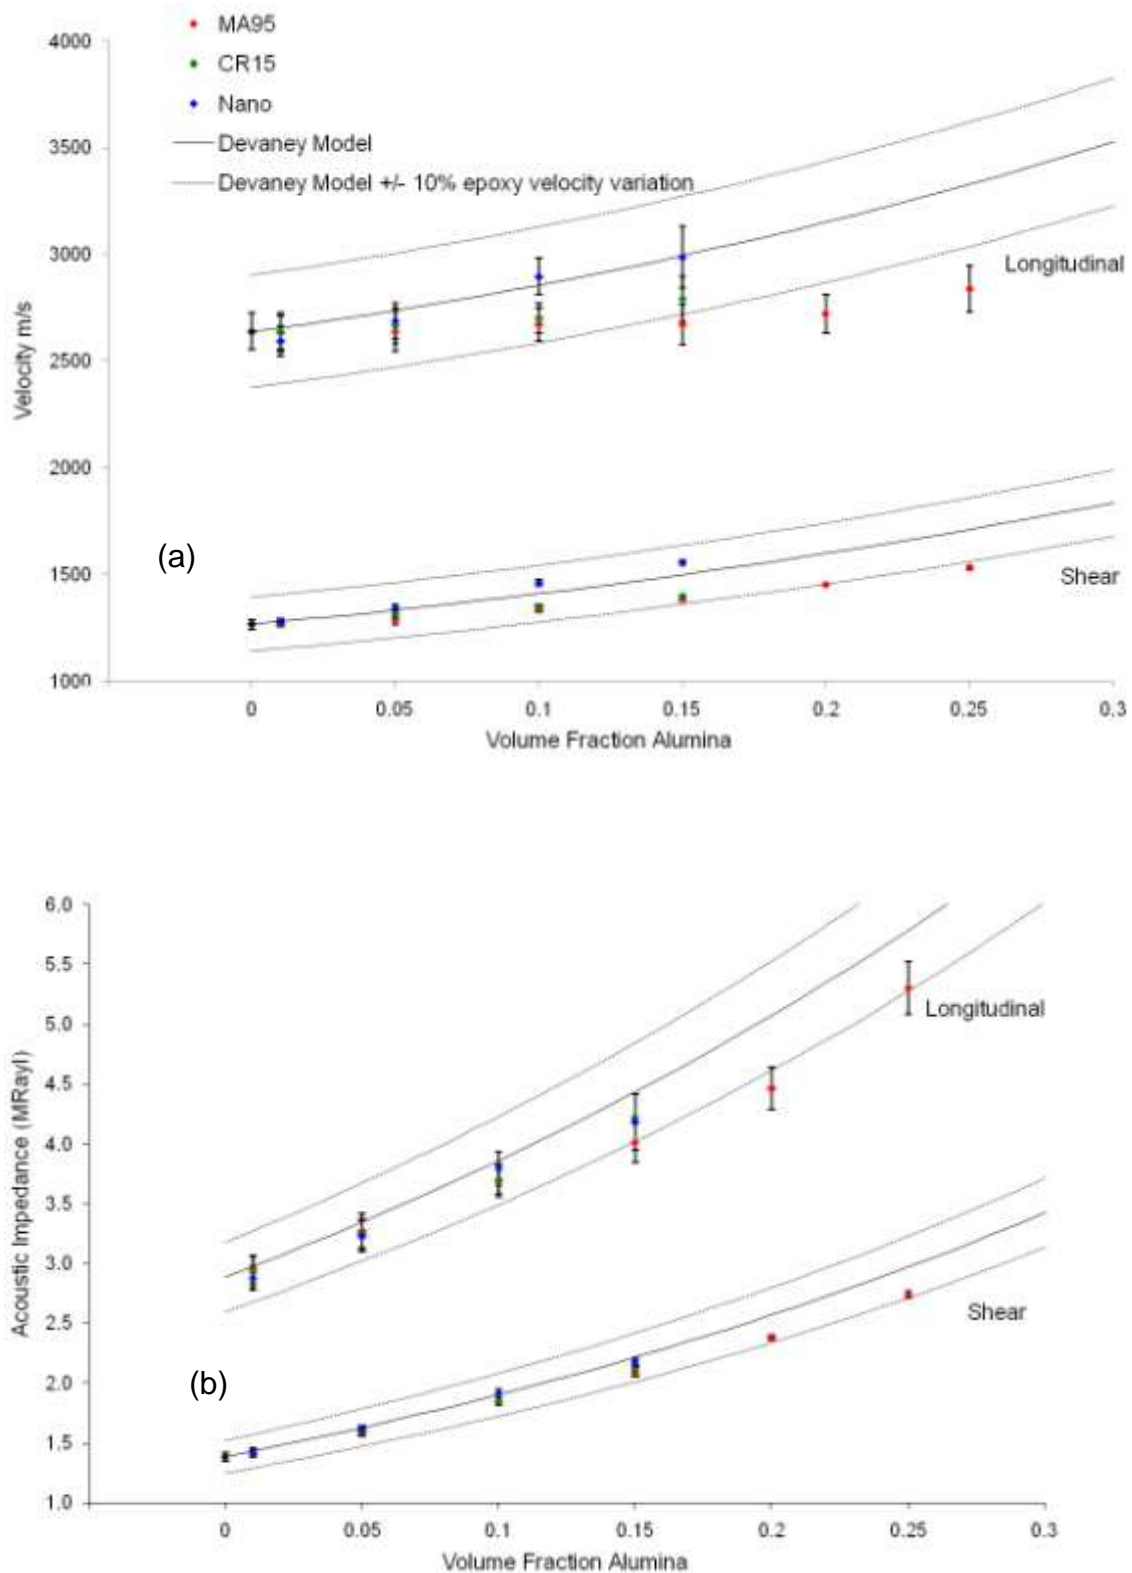 MA95
CR15
Nano
Devaney Model
Devaney Model +/- 10% epoxy velocity variation
4000
3500
3000
2500
2000
1500
1000
Velocity m/s
Longitudinal
Shear
(a)
0 0.05 0.1 0.15 0.2 0.25 0.3
Volume Fraction Alumina
6.0
5.5
5.0
4.5
4.0
3.5
3.0
2.5
2.0
1.5
1.0
Acoustic Impedance (MRayl)
Longitudinal
Shear
(b)
0 0.05 0.1 0.15 0.2 0.25 0.3
Volume Fraction Alumina